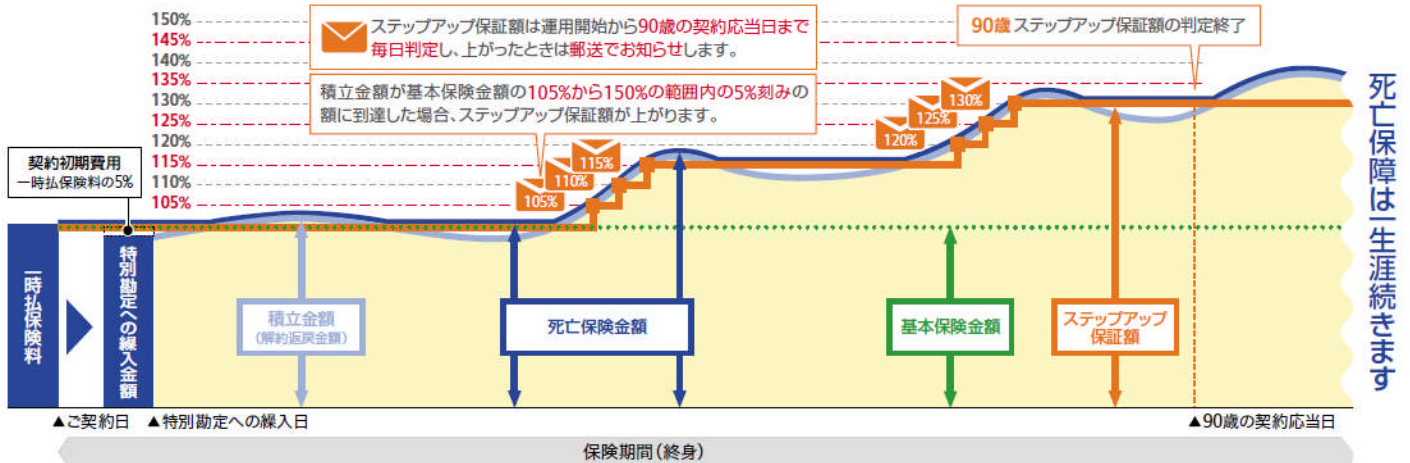 150%
145%
140%
135%
130%
125%
120%
115%
110%
105%
ステップアップ保証額は運用開始から90歳の契約応当日まで
毎日判定し、上がったときは郵送でお知らせします。
積立金額が基本保険金額の105%から150%の範囲内の5%刻みの
額に到達した場合、ステップアップ保証額が上がります。
90歳 ステップアップ保証額の判定終了
契約初期費用
一時払保険料の5%
105%
110%
115%
120%
125%
130%
一時払保険料
特別勘定への繰入金額
積立金額
(解約返戻金額)
死亡保険金額
基本保険金額
ステップアップ
保証額
死亡保障は一生涯続きます
▲ご契約日
▲特別勘定への繰入日
▲90歳の契約応当日
保険期間(終身)